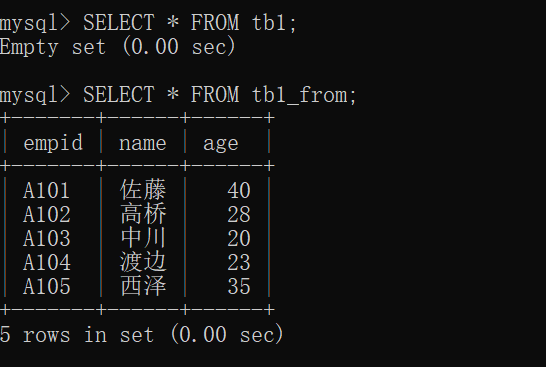 mysql> SELECT * FROM tb1;
Empty set (0.00 sec)
mysql> SELECT * FROM tb1_from;
+-------+------+------+
| empid | name | age  |
+-------+------+------+
| A101  | 佐藤 |   40 |
| A102  | 高桥 |   28 |
| A103  | 中川 |   20 |
| A104  | 渡边 |   23 |
| A105  | 西泽 |   35 |
+-------+------+------+
5 rows in set (0.00 sec)